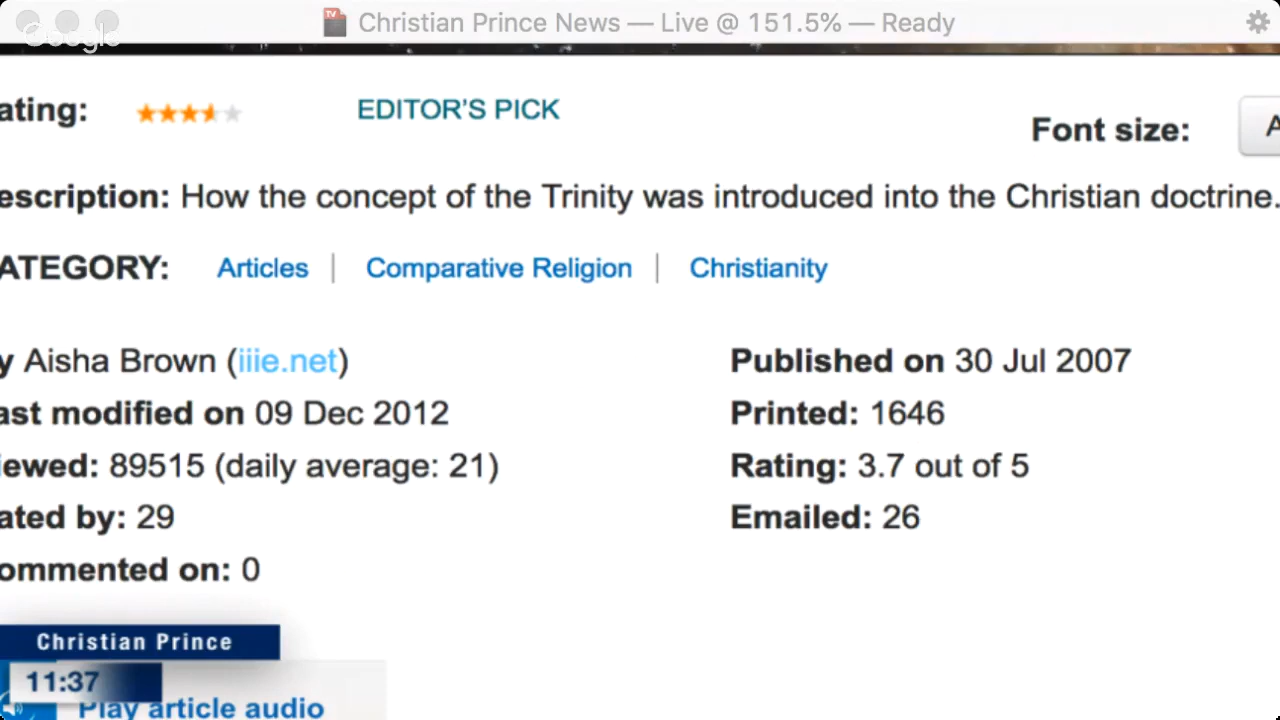 Google
TV
Christian Prince News — Live @ 151.5% — Ready
ating:
EDITOR'S PICK
Font size:
A
escription: How the concept of the Trinity was introduced into the Christian doctrine.
ATEGORY: Articles | Comparative Religion | Christianity
y Aisha Brown (iiie.net)
Published on 30 Jul 2007
ast modified on 09 Dec 2012
Printed: 1646
iewed: 89515 (daily average: 21)
Rating: 3.7 out of 5
ated by: 29
Emailed: 26
ommented on: 0
Christian Prince
11:37
Play article audio